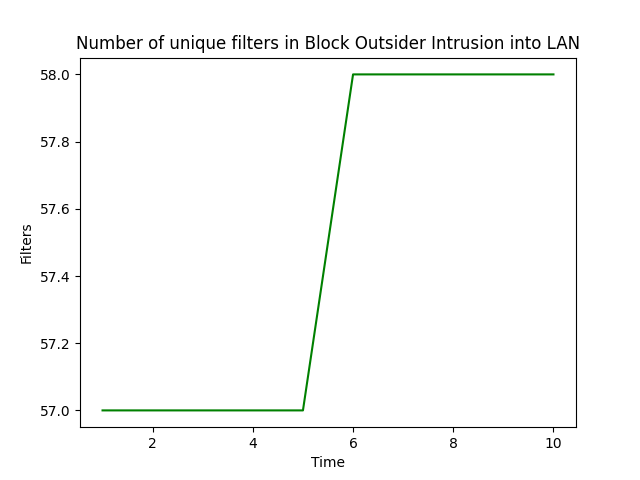 Number of unique filters in Block Outsider Intrusion into LAN
58.0
57.8
57.6
57.4
57.2
57.0
Filters
2 4 6 8 10
Time